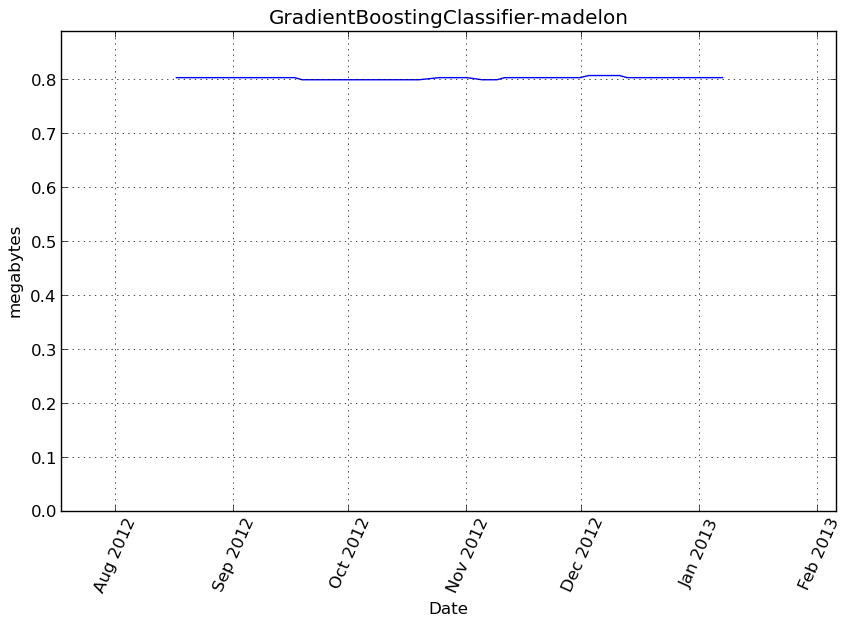 GradientBoostingClassifier-madelon
megabytes
0.8
0.7
0.6
0.5
0.4
0.3
0.2
0.1
0.0
Aug 2012
Sep 2012
Oct 2012
Nov 2012
Dec 2012
Jan 2013
Feb 2013
Date